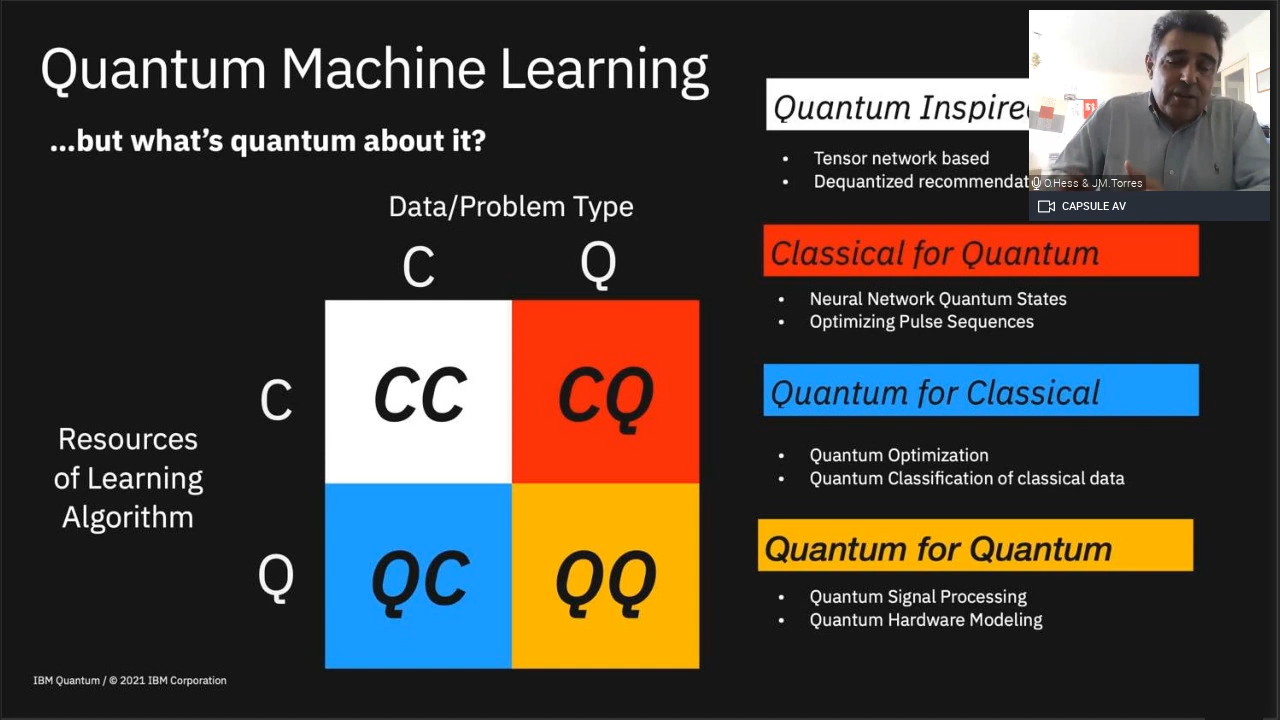 Quantum Machine Learning
...but what's quantum about it?
Data/Problem Type
C
Q
C
Q
Resources
of Learning
Algorithm
CC
CQ
QC
QQ
Quantum Inspired
• Tensor network based
• Dequantized
Classical for Quantum
• Neural Network Quantum States
• Optimizing Pulse Sequences
Quantum for Classical
• Quantum Optimization
• Quantum Classification of classical data
Quantum for Quantum
• Quantum Signal Processing
• Quantum Hardware Modeling
O.Hess & J.M.Torres
CAPSULE AV
IBM Quantum / © 2021 IBM Corporation